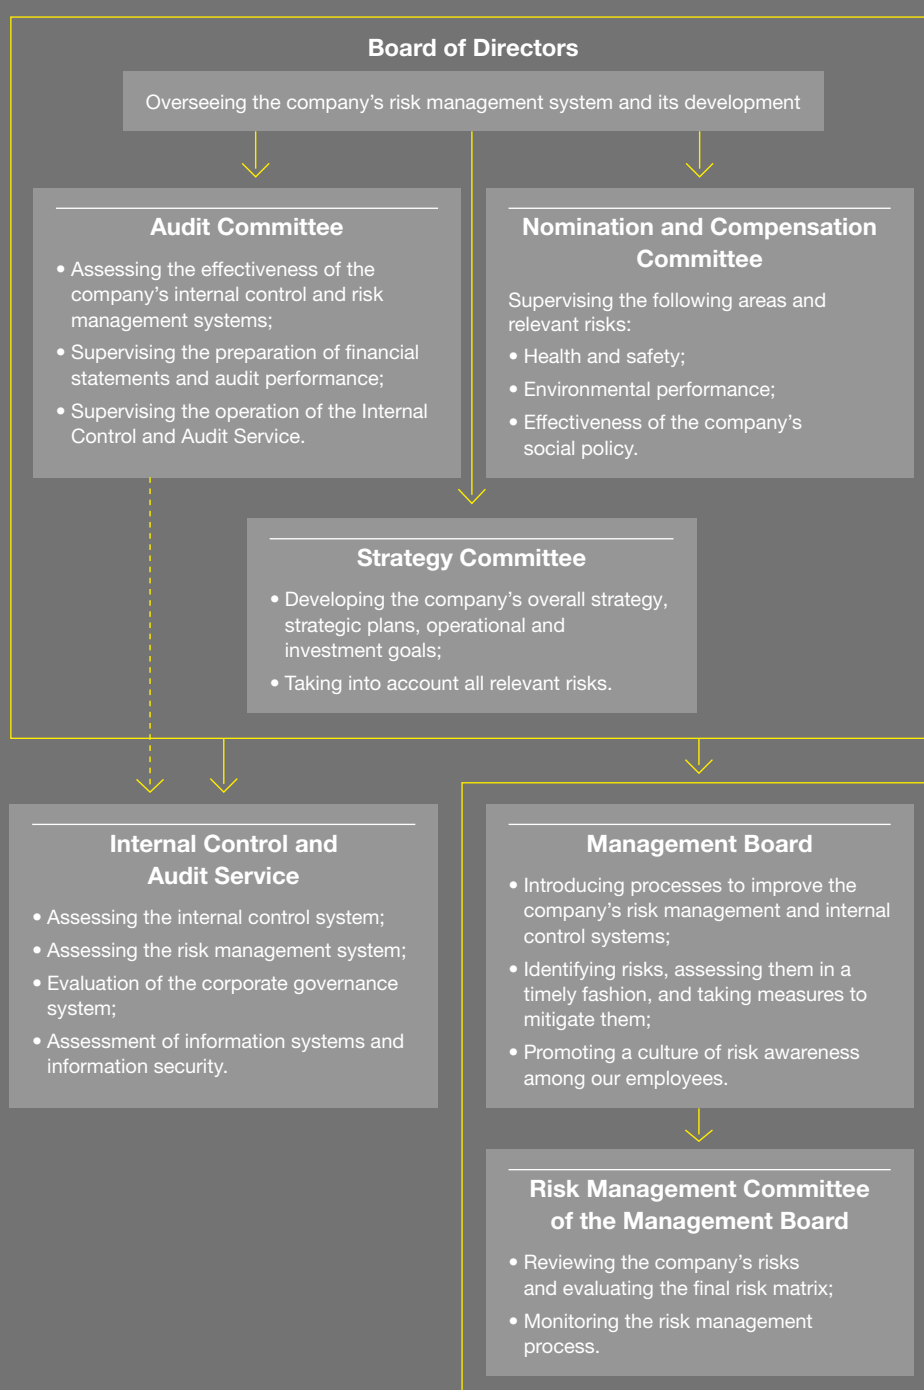 Board of Directors
Overseeing the company’s risk management system and its development
Audit Committee
• Assessing the effectiveness of the
company’s internal control and risk
management systems;
• Supervising the preparation of financial
statements and audit performance;
• Supervising the operation of the Internal
Control and Audit Service.
Nomination and Compensation
Committee
Supervising the following areas and
relevant risks:
• Health and safety;
• Environmental performance;
• Effectiveness of the company’s
social policy.
Strategy Committee
• Developing the company’s overall strategy,
strategic plans, operational and
investment goals;
• Taking into account all relevant risks.
Internal Control and
Audit Service
• Assessing the internal control system;
• Assessing the risk management system;
• Evaluation of the corporate governance
system;
• Assessment of information systems and
information security.
Management Board
• Introducing processes to improve the
company’s risk management and internal
control systems;
• Identifying risks, assessing them in a
timely fashion, and taking measures to
mitigate them;
• Promoting a culture of risk awareness
among our employees.
Risk Management Committee
of the Management Board
• Reviewing the company’s risks
and evaluating the final risk matrix;
• Monitoring the risk management
process.